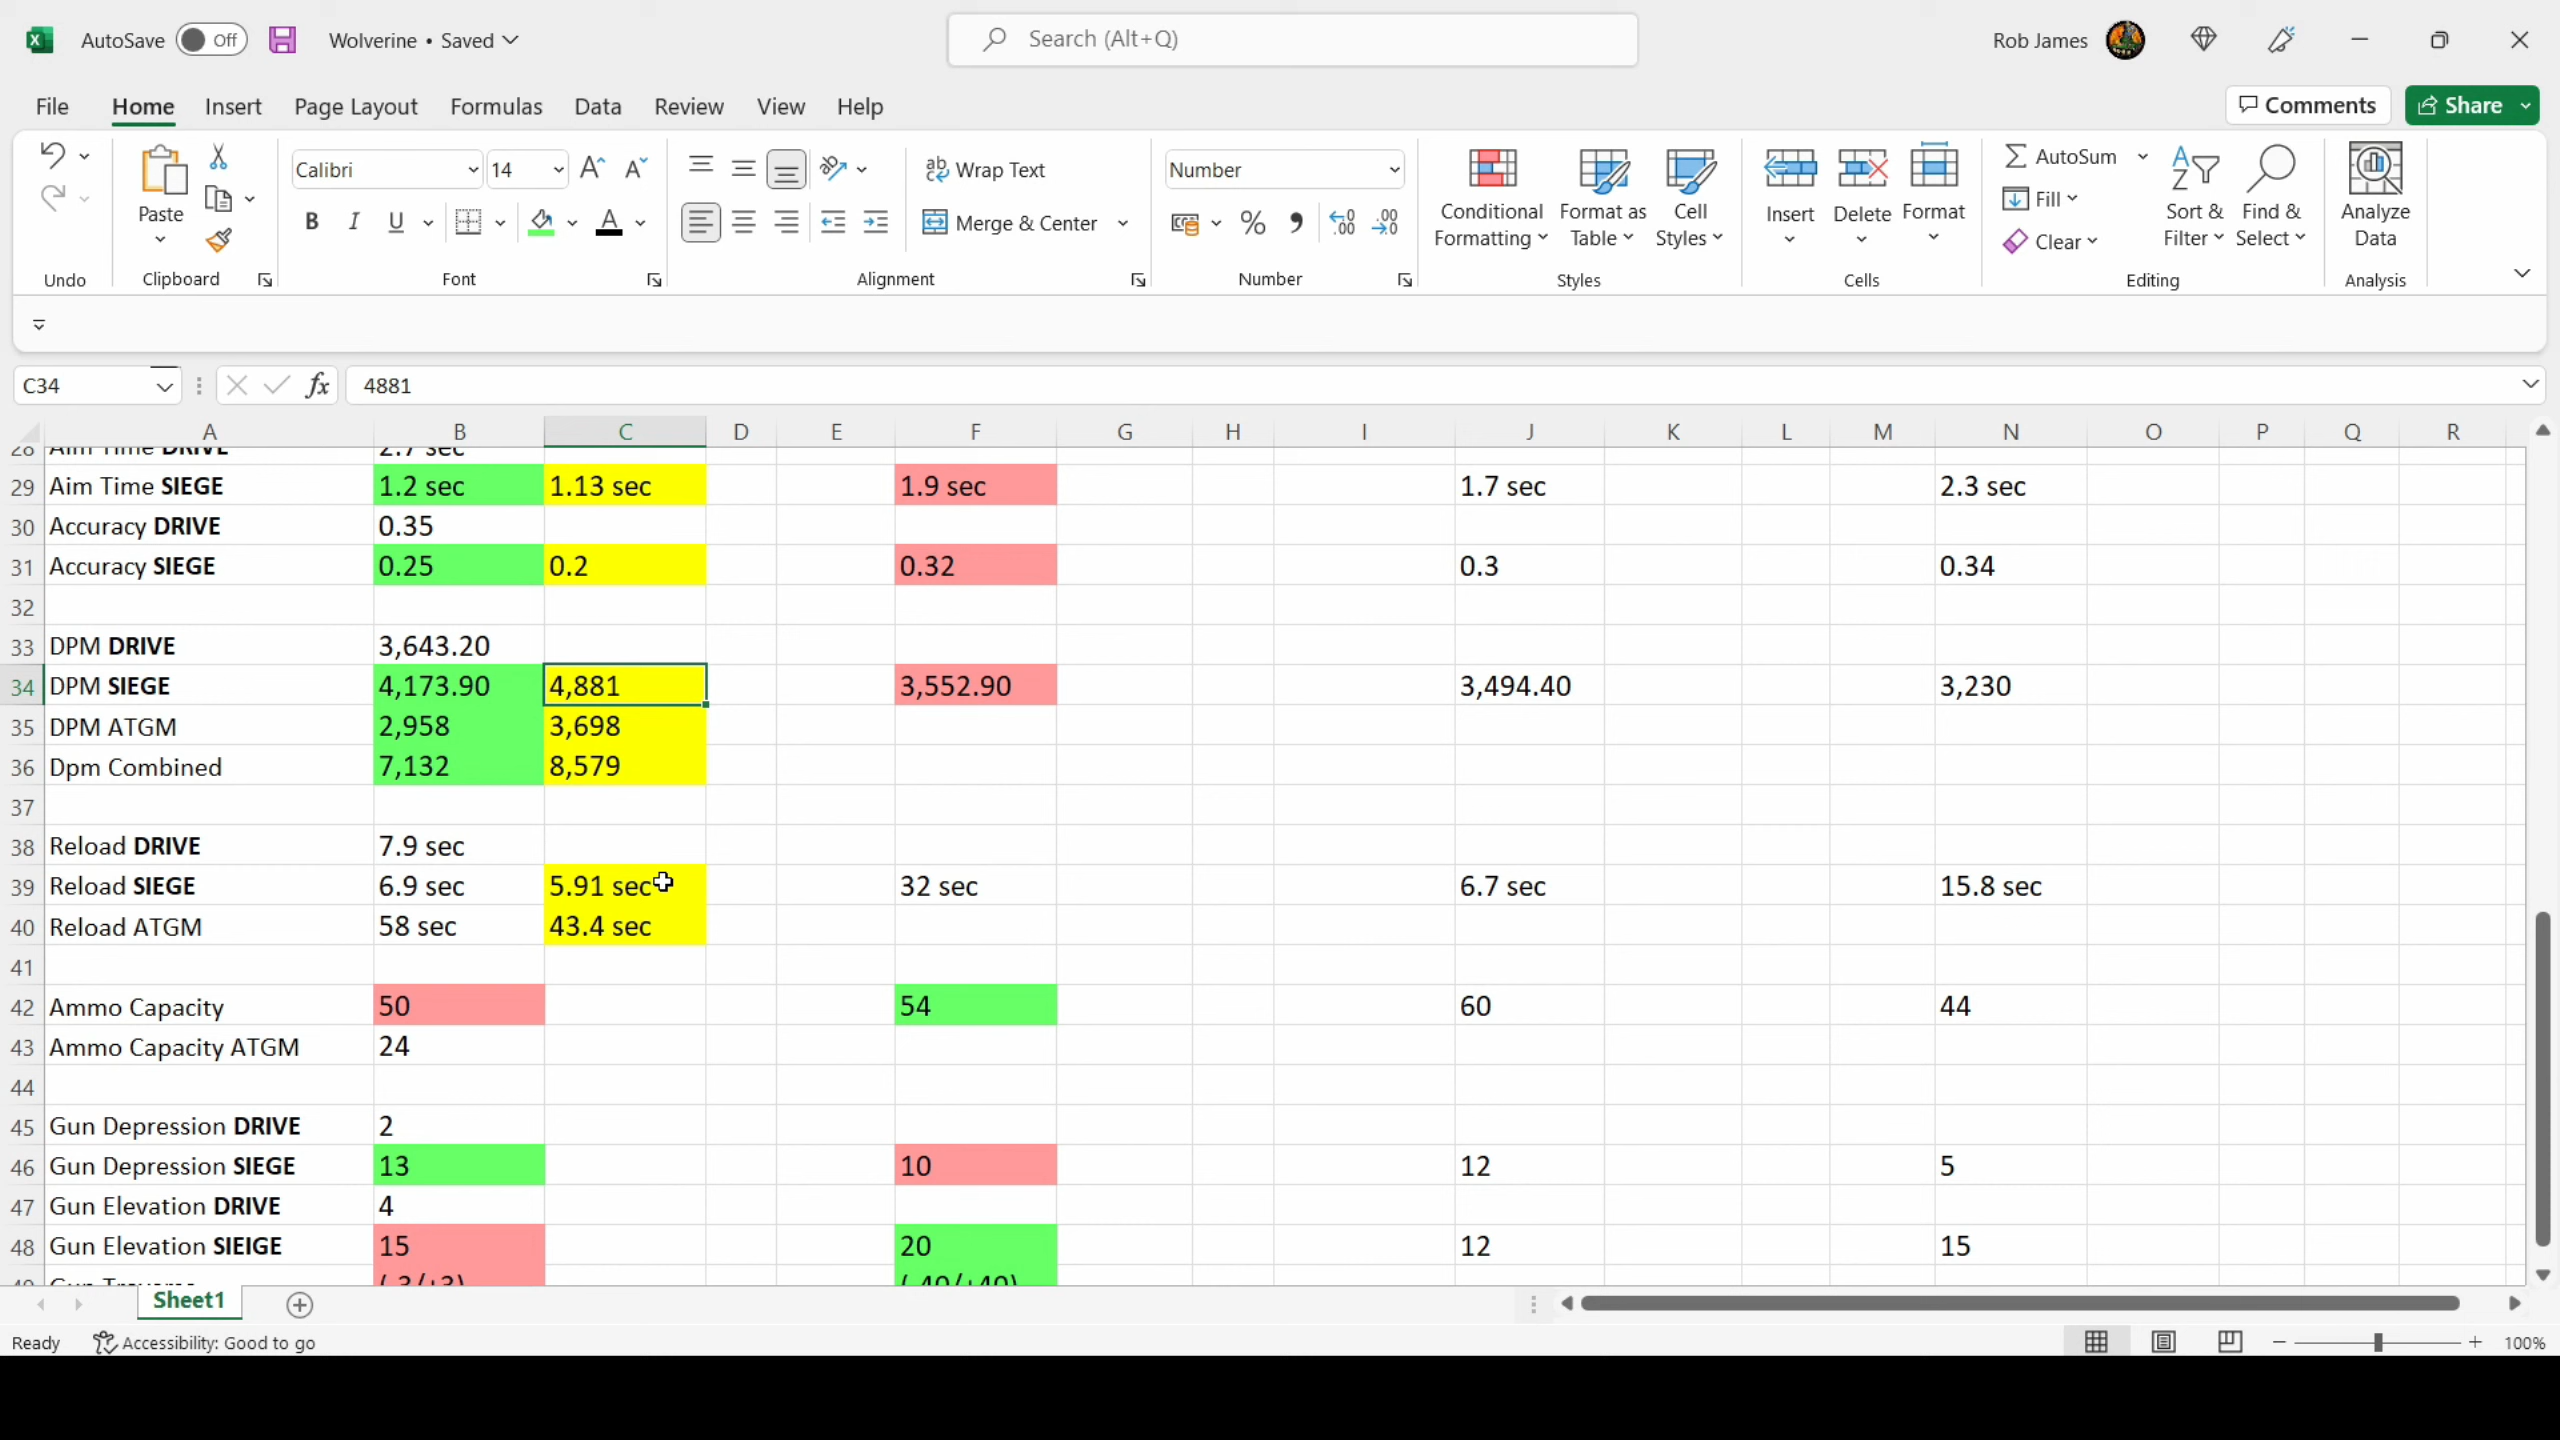 AutoSave Off Wolverine • Saved Search (Alt+Q) Rob James
File Home Insert Page Layout Formulas Data Review View Help Comments Share
Calibri 14 Wrap Text Number AutoSum
Paste Fill
B I U Merge & Center % Conditional Formatting Format as Table Cell Styles Insert Delete Format Clear Sort & Filter Find & Select Analyze Data
Undo Clipboard Font Alignment Number Styles Cells Editing Analysis
C34 fx 4881
A B C D E F G H I J K L M N O P Q R
28 Aim Time DRIVE 2.7 sec
29 Aim Time SIEGE 1.2 sec 1.13 sec 1.9 sec 1.7 sec 2.3 sec
30 Accuracy DRIVE 0.35
31 Accuracy SIEGE 0.25 0.2 0.32 0.3 0.34
32
33 DPM DRIVE 3,643.20
34 DPM SIEGE 4,173.90 4,881 3,552.90 3,494.40 3,230
35 DPM ATGM 2,958 3,698
36 Dpm Combined 7,132 8,579
37
38 Reload DRIVE 7.9 sec
39 Reload SIEGE 6.9 sec 5.91 sec 32 sec 6.7 sec 15.8 sec
40 Reload ATGM 58 sec 43.4 sec
41
42 Ammo Capacity 50 54 60 44
43 Ammo Capacity ATGM 24
44
45 Gun Depression DRIVE 2
46 Gun Depression SIEGE 13 10 12 5
47 Gun Elevation DRIVE 4
48 Gun Elevation SIEIGE 15 20 12 15
Sheet1
Ready Accessibility: Good to go 100%